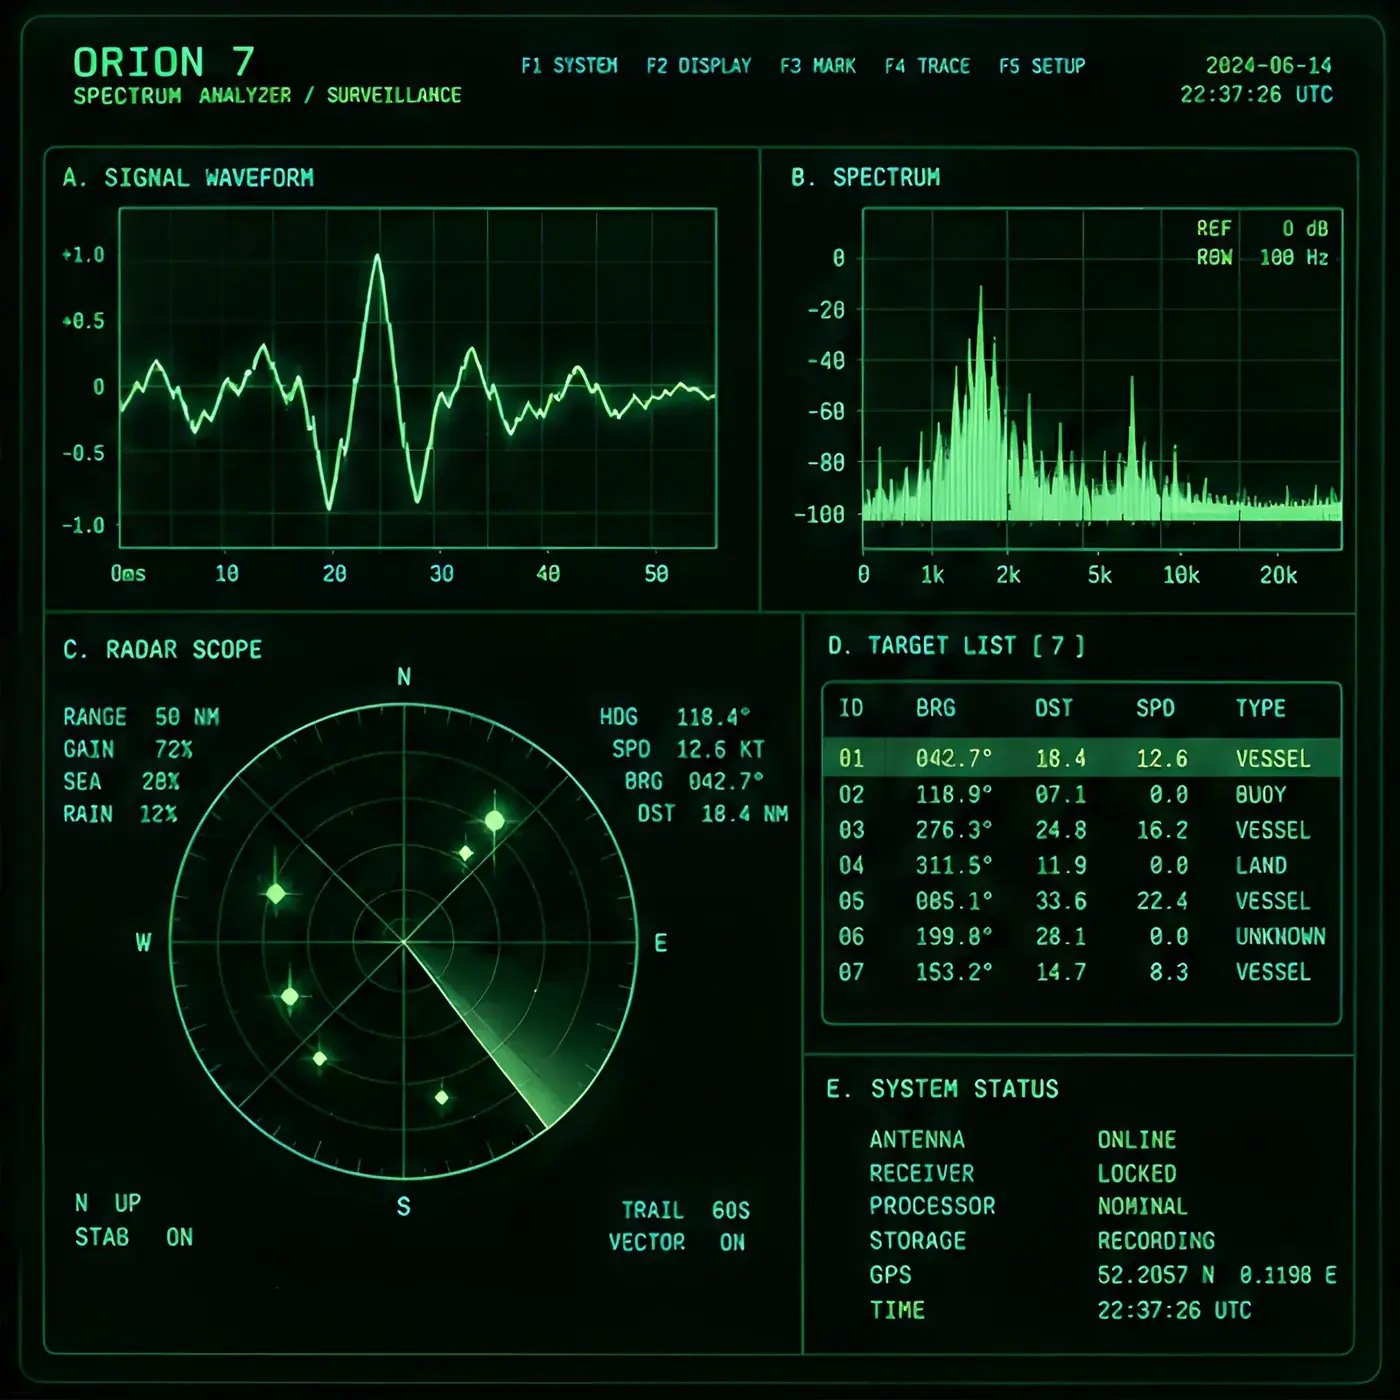 ORION 7
SPECTRUM ANALYZER / SURVEILLANCE
F1 SYSTEM F2 DISPLAY F3 MARK F4 TRACE F5 SETUP
2024-06-14
22:37:26 UTC
A. SIGNAL WAVEFORM
+1.0
+0.5
0
-0.5
-1.0
0ms 10 20 30 40 50
B. SPECTRUM
REF 0 dB
RBW 100 Hz
0
-20
-40
-60
-80
-100
0 1k 2k 5k 10k 20k
C. RADAR SCOPE
RANGE 50 NM
GAIN 72%
SEA 28%
RAIN 12%
N
W
E
S
HDG 118.4°
SPD 12.6 KT
BRG 042.7°
DST 18.4 NM
N UP
STAB ON
TRAIL 60S
VECTOR ON
D. TARGET LIST [7]
ID BRG DST SPD TYPE
01 042.7° 18.4 12.6 VESSEL
02 118.9° 07.1 0.0 BUOY
03 276.3° 24.8 16.2 VESSEL
04 311.5° 11.9 0.0 LAND
05 085.1° 33.6 22.4 VESSEL
06 199.8° 28.1 0.0 UNKNOWN
07 153.2° 14.7 8.3 VESSEL
E. SYSTEM STATUS
ANTENNA ONLINE
RECEIVER LOCKED
PROCESSOR NOMINAL
STORAGE RECORDING
GPS 52.2057 N 0.1198 E
TIME 22:37:26 UTC